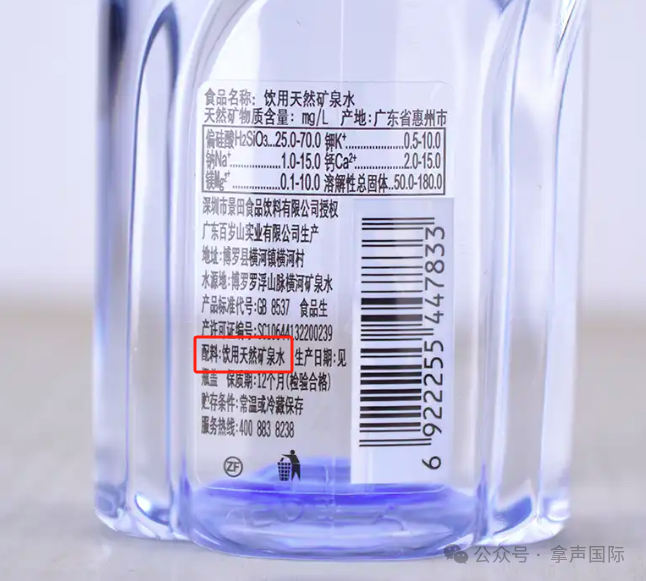 食品名称：饮用天然矿泉水
天然矿物质含量：mg/L 产地:广东省惠州市
偏硅酸H₂SiO₃...25.0-70.0 钾K⁺............0.5-10.0
钠Na⁺............1.0-15.0 钙Ca²⁺..........2.0-15.0
镁Mg²⁺............0.1-10.0 溶解性总固体..50.0-180.0
深圳市景田食品饮料有限公司授权
广东百岁山实业有限公司生产
地址:博罗县横河镇横河村
水源地:博罗罗浮山脉横河矿泉水
产品标准代号:GB 8537 食品生
产许可证编号:SC10644132200239
配料:饮用天然矿泉水 生产日期:见
瓶盖 保质期:12个月(检验合格)
贮存条件:常温或冷藏保存
服务热线:400 883 8238
ZF
6 922255 447833
公众号 · 拿声国际